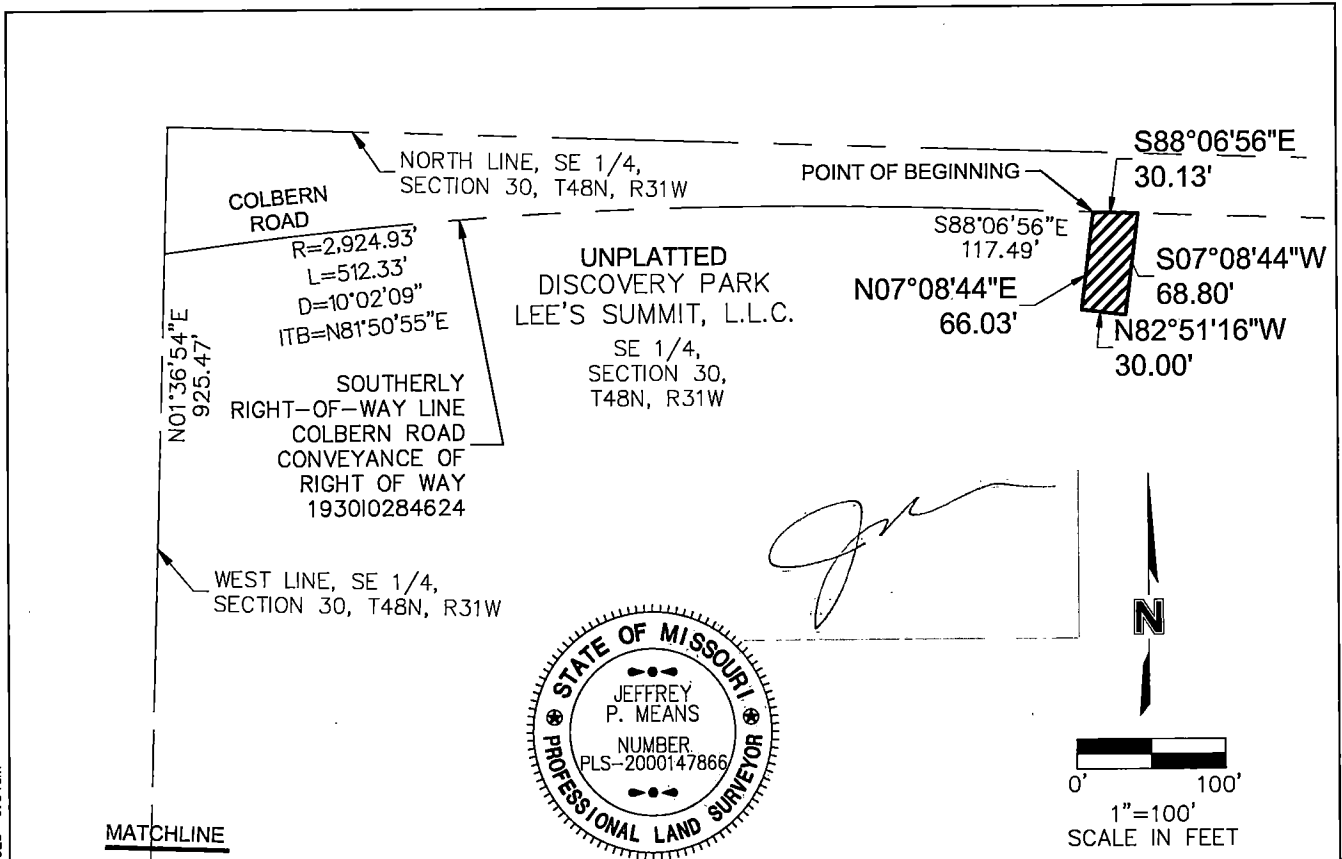 NORTH LINE, SE 1/4,
SECTION 30, T48N, R31W
COLBERN
ROAD
R=2,924.93'
L=512.33'
D=10°02'09"
ITB=N81°50'55"E
N01°36'54"E
925.47'
SOUTHERLY
RIGHT-OF-WAY LINE
COLBERN ROAD
CONVEYANCE OF
RIGHT OF WAY
1930I0284624
WEST LINE, SE 1/4,
SECTION 30, T48N, R31W
UNPLATTED
DISCOVERY PARK
LEE'S SUMMIT, L.L.C.
SE 1/4,
SECTION 30,
T48N, R31W
POINT OF BEGINNING
S88°06'56"E
30.13'
S88°06'56"E
117.49'
N07°08'44"E
66.03'
S07°08'44"W
68.80'
N82°51'16"W
30.00'
STATE OF MISSOURI
JEFFREY
P. MEANS
NUMBER
PLS-2000147866
PROFESSIONAL LAND SURVEYOR
N
0' 100'
1"=100'
SCALE IN FEET
MATCHLINE